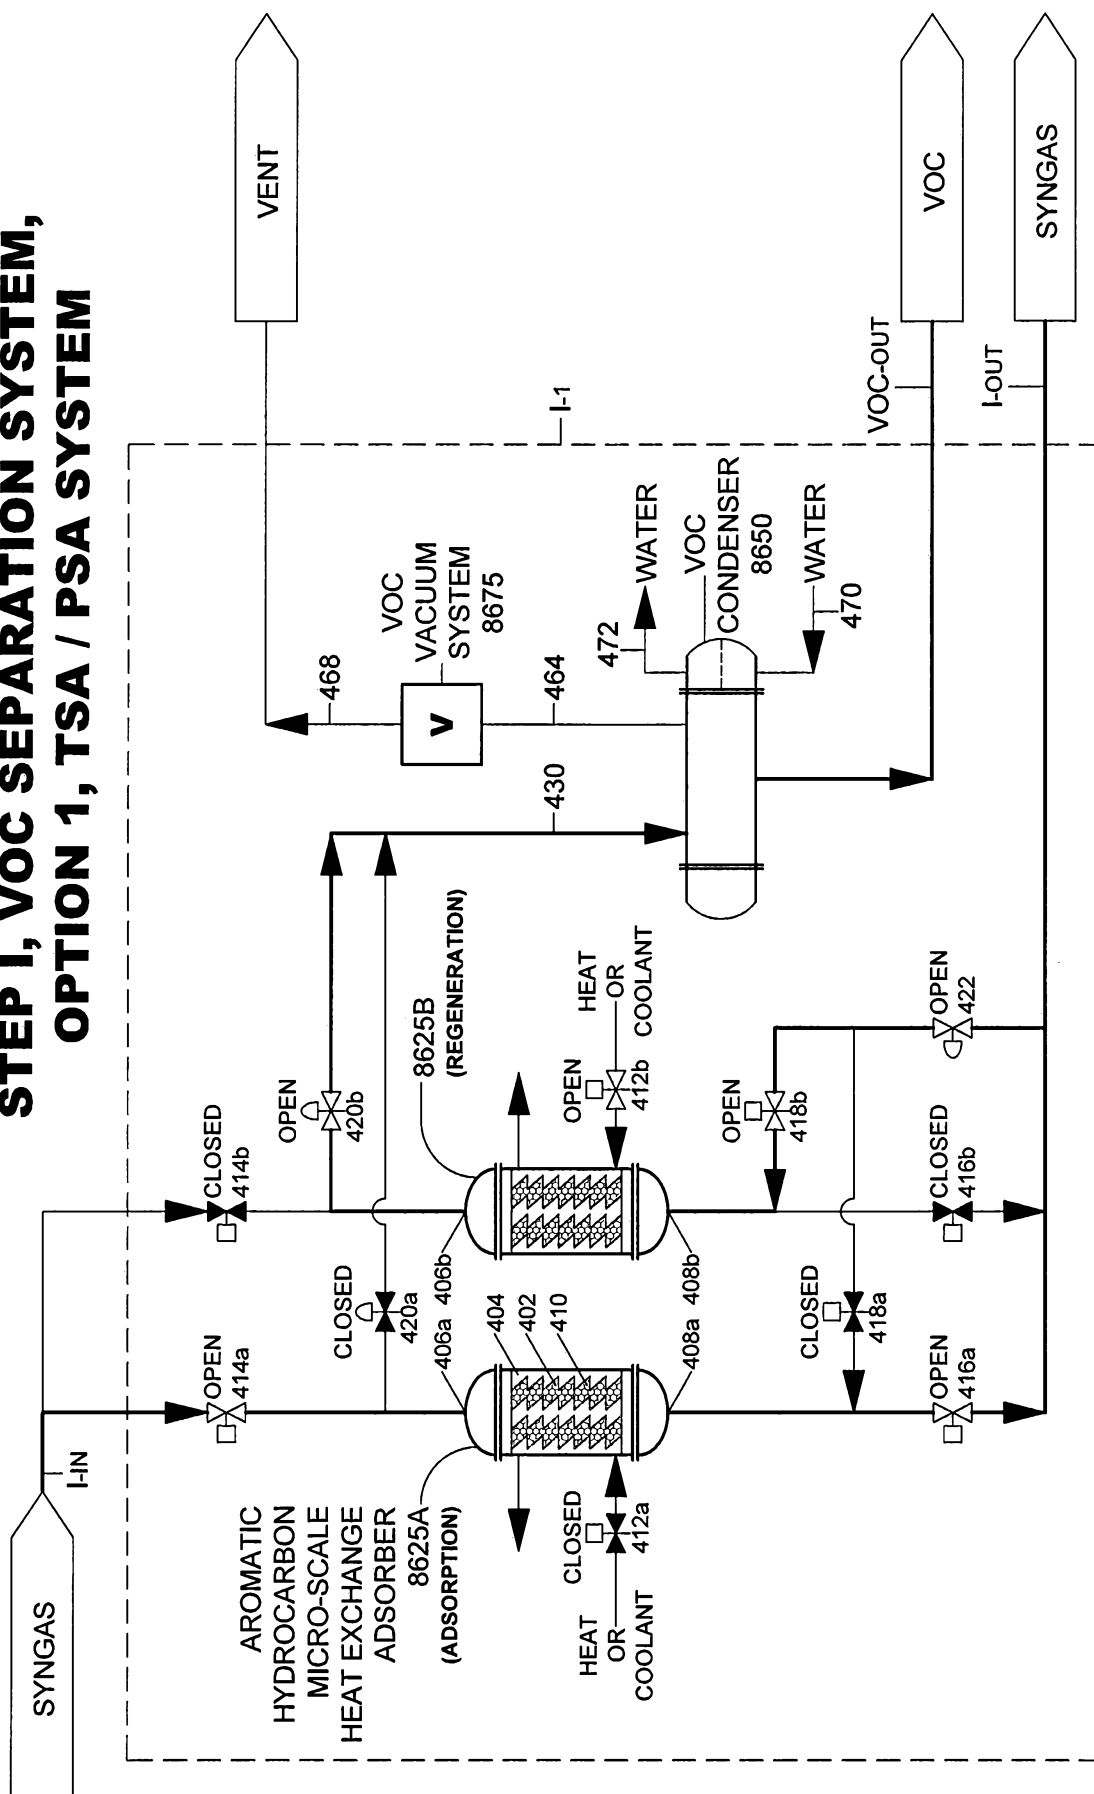 STEP I, VOC SEPARATION SYSTEM,
OPTION 1, TSA / PSA SYSTEM
SYNGAS
I-IN
VENT
VOC
SYNGAS
VOC-OUT
I-OUT
I-1
AROMATIC
HYDROCARBON
MICRO-SCALE
HEAT EXCHANGE
ADSORBER
8625A
(ADSORPTION)
OPEN
414a
CLOSED
414b
CLOSED
420a
OPEN
420b
406a
406b
8625B
(REGENERATION)
404
402
410
HEAT
OR
COOLANT
CLOSED
412a
OPEN
412b
HEAT
OR
COOLANT
408a
408b
CLOSED
418a
OPEN
418b
OPEN
416a
CLOSED
416b
OPEN
422
430
468
V
464
VOC
VACUUM
SYSTEM
8675
472
WATER
VOC
CONDENSER
8650
WATER
470